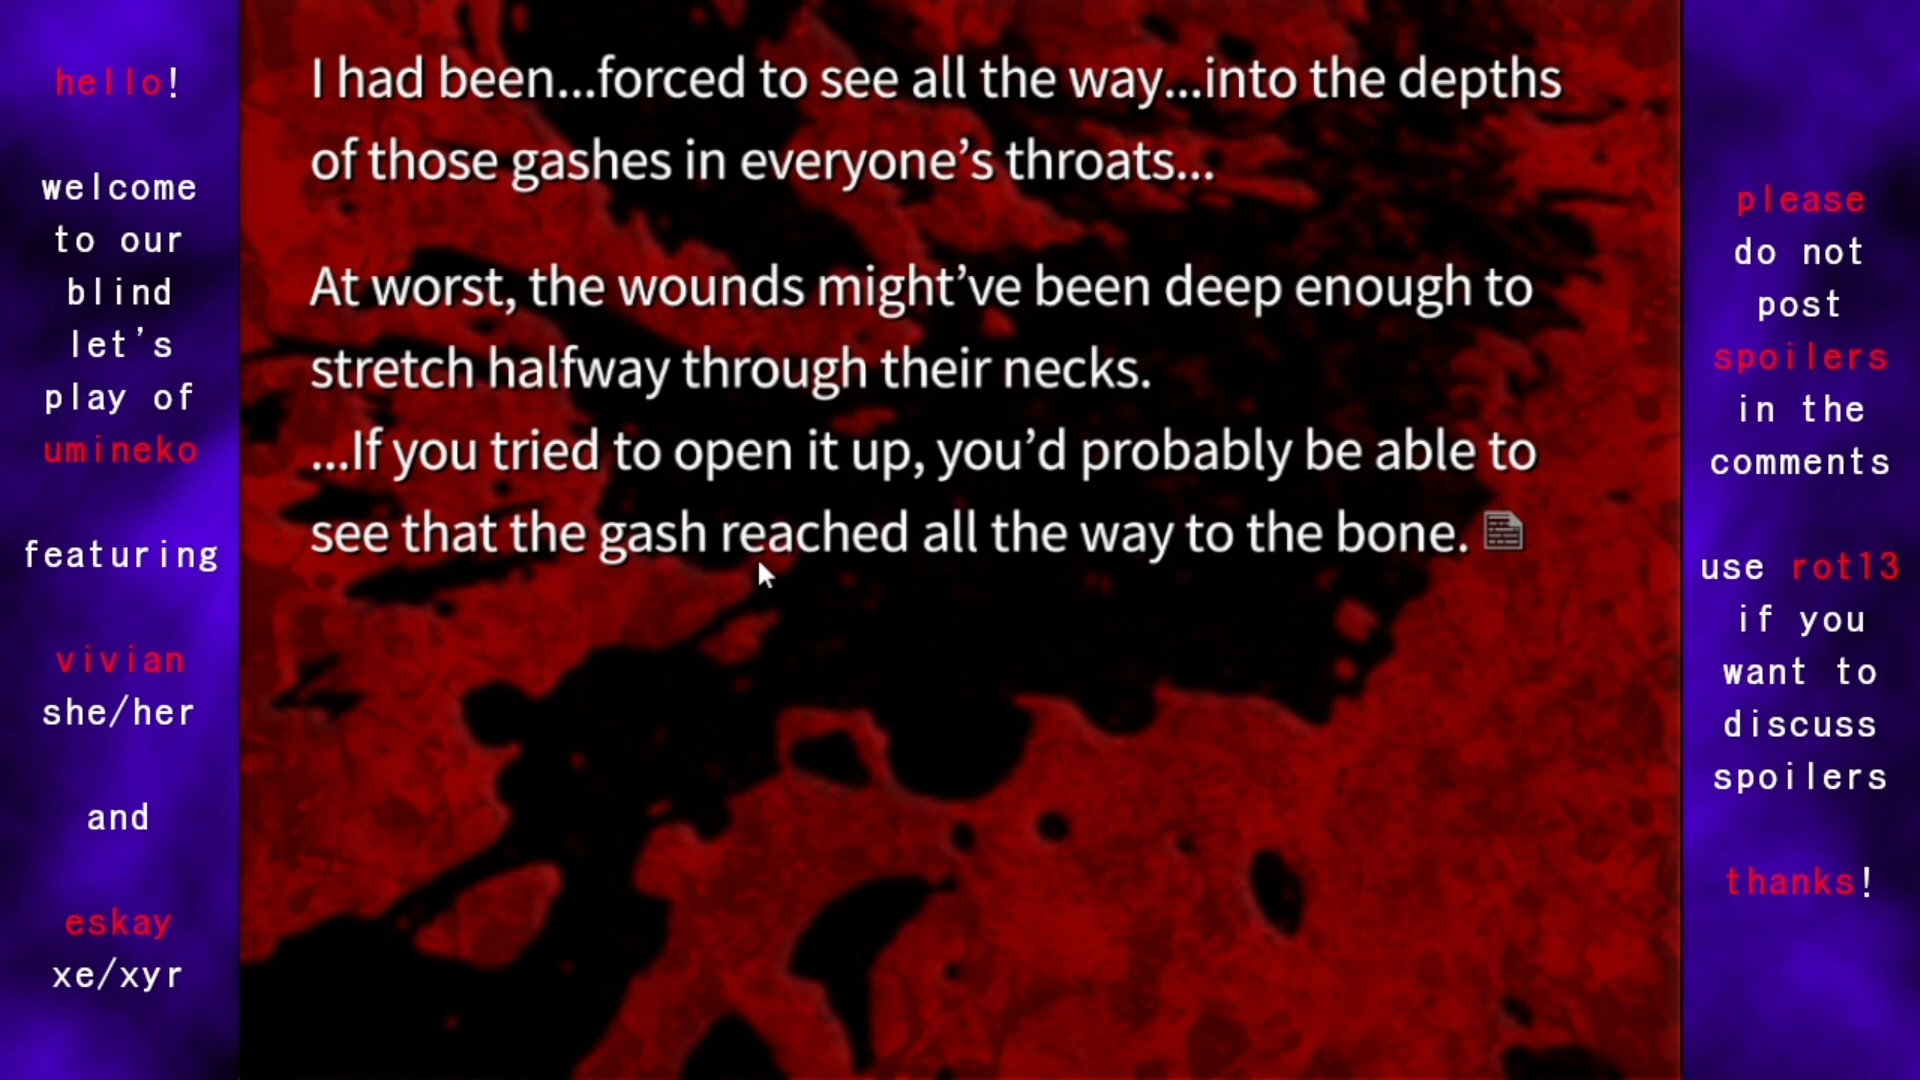 hello!
welcome
to our
blind
let's
play of
umineko
featuring
vivian
she/her
and
eskay
xe/xyr
I had been...forced to see all the way...into the depths
of those gashes in everyone’s throats...
At worst, the wounds might’ve been deep enough to
stretch halfway through their necks.
...If you tried to open it up, you’d probably be able to
see that the gash reached all the way to the bone.
please
do not
post
spoilers
in the
comments
use rot13
if you
want to
discuss
spoilers
thanks!